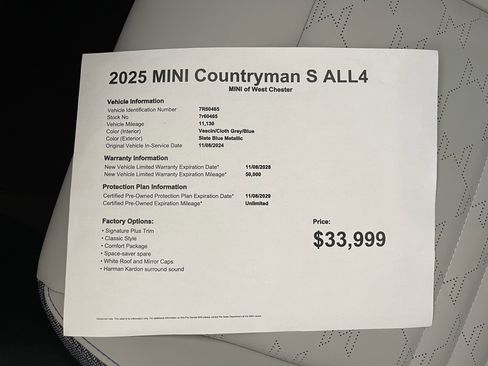 2025 MINI Countryman S ALL4
MINI of West Chester
Vehicle Information
Vehicle Identification Number 7R60465
Stock No 7r60465
Vehicle Mileage 11,130
Color (Interior) Vescin/Cloth Grey/Blue
Color (Exterior) Slate Blue Metallic
Original Vehicle In-Service Date 11/08/2024
Warranty Information
New Vehicle Limited Warranty Expiration Date* 11/08/2028
New Vehicle Limited Warranty Expiration Mileage* 50,000
Protection Plan Information
Certified Pre-Owned Protection Plan Expiration Date* 11/08/2029
Certified Pre-Owned Expiration Mileage* Unlimited
Factory Options:
• Signature Plus Trim
• Classic Style
• Comfort Package
• Space-saver spare
• White Roof and Mirror Caps
• Harman Kardon surround sound
Price:
$33,999